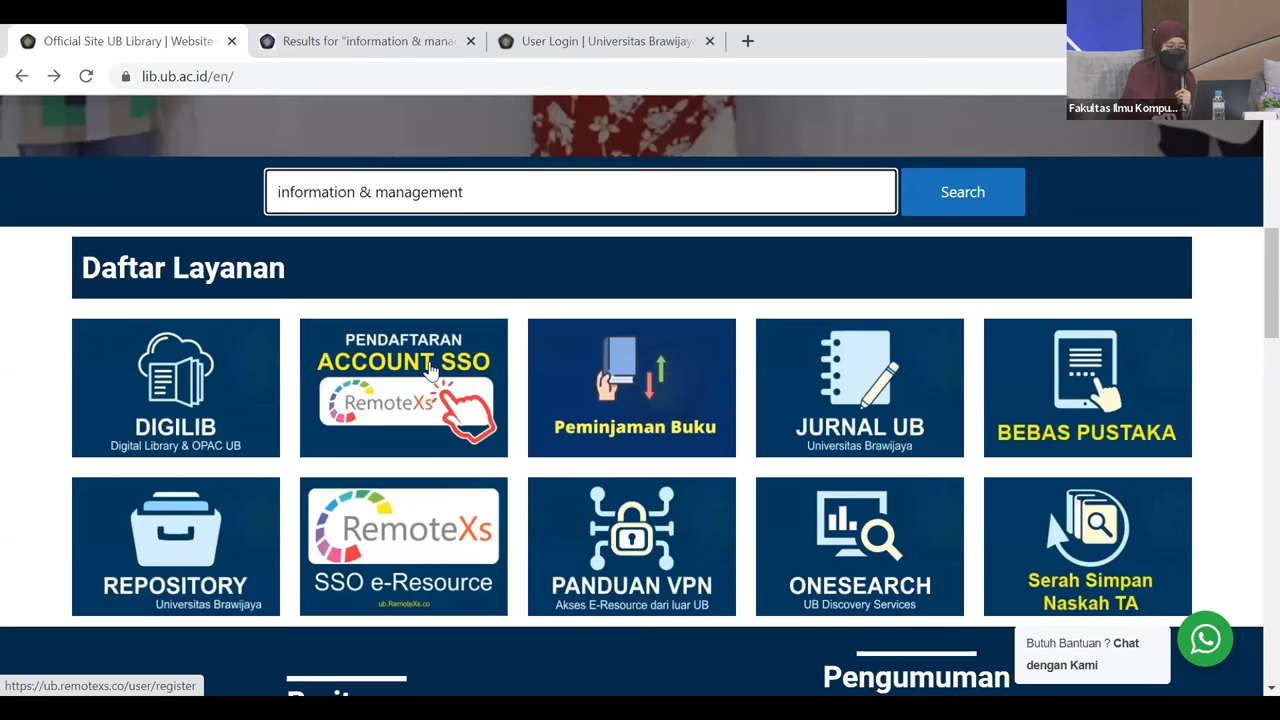 Official Site UB Library | Website
Results for "information & mana
User Login | Universitas Brawijay
lib.ub.ac.id/en/
Fakultas Ilmu Kompu...
information & management
Search
Daftar Layanan
DIGILIB
Digital Library & OPAC UB
PENDAFTARAN
ACCOUNT SSO
RemoteXs
Peminjaman Buku
JURNAL UB
Universitas Brawijaya
BEBAS PUSTAKA
REPOSITORY
Universitas Brawijaya
RemoteXs
SSO e-Resource
ub.RemoteXs.co
PANDUAN VPN
Akses E-Resource dari luar UB
ONESEARCH
UB Discovery Services
Serah Simpan
Naskah TA
Butuh Bantuan ? Chat
dengan Kami
Pengumuman
https://ub.remotexs.co/user/register